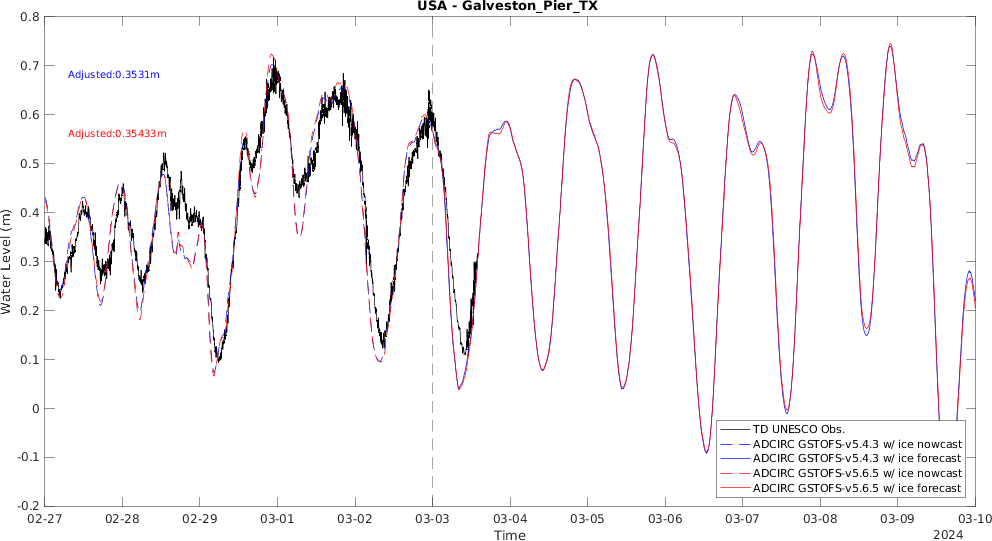 USA - Galveston_Pier_TX
Adjusted:0.3531m
Adjusted:0.35433m
Water Level (m)
0.8
0.7
0.6
0.5
0.4
0.3
0.2
0.1
0
-0.1
-0.2
TD UNESCO Obs.
ADCIRC GSTOFS-v5.4.3 w/ ice nowcast
ADCIRC GSTOFS-v5.4.3 w/ ice forecast
ADCIRC GSTOFS-v5.6.5 w/ ice nowcast
ADCIRC GSTOFS-v5.6.5 w/ ice forecast
02-27 02-28 02-29 03-01 03-02 03-03 03-04 03-05 03-06 03-07 03-08 03-09 03-10
Time
2024